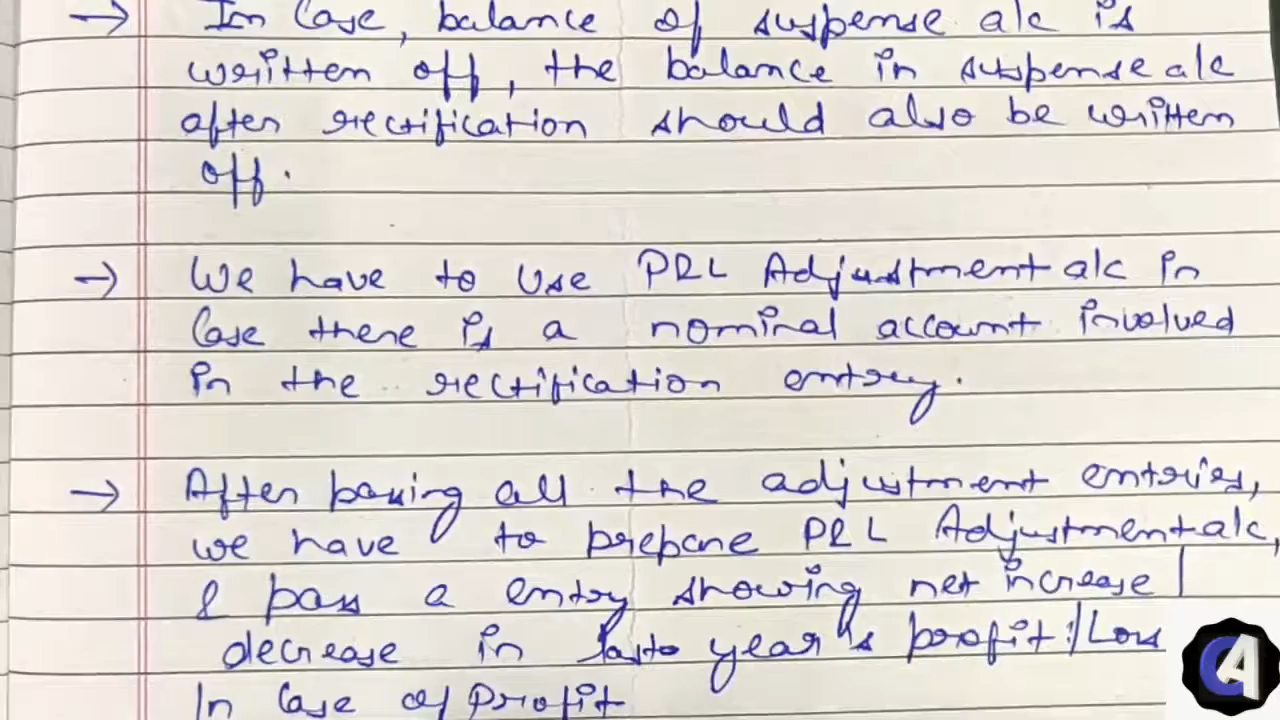 → In Case, balance of suspense a/c is
written off, the balance in suspense a/c
after rectification should also be written
off.
→ We have to use P&L Adjustment a/c in
Case there is a nominal account involved
in the rectification entry.
→ After passing all the adjustment entries,
we have to prepare P&L Adjustment a/c,
& pass a entry showing net increase/
decrease in last year's profit/Loss
In Case of Profit
CA